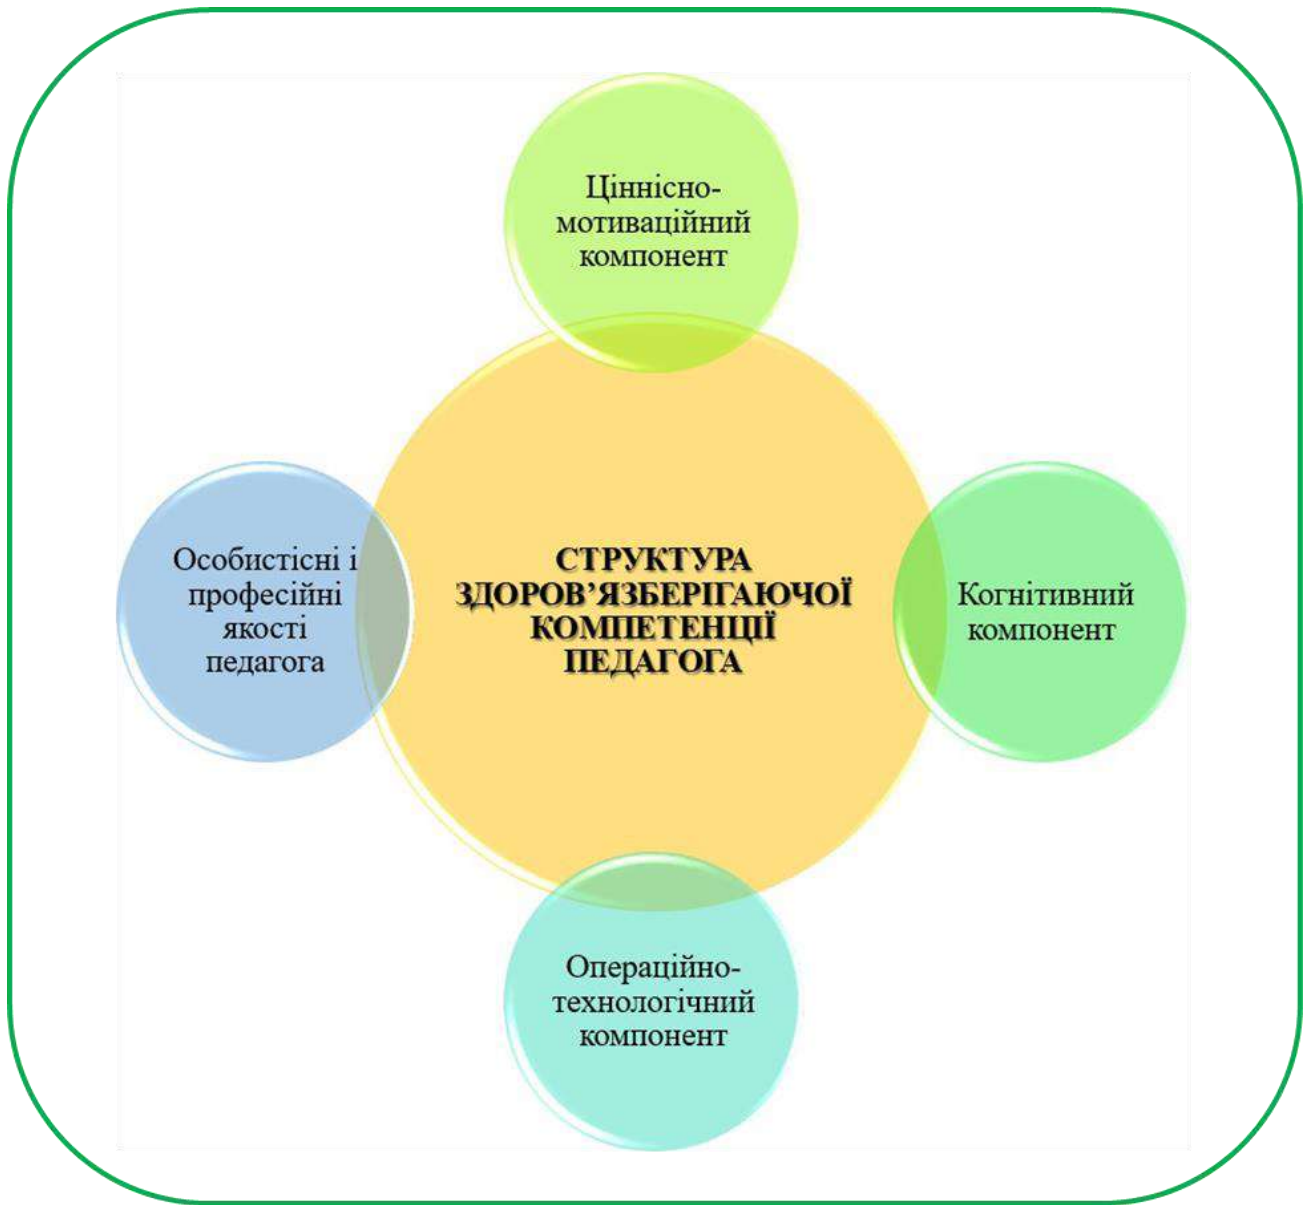 Ціннісно-
мотиваційний
компонент
Особистісні і
професійні
якості
педагога
СТРУКТУРА
ЗДОРОВ’ЯЗБЕРІГАЮЧОЇ
КОМПЕТЕНЦІЇ
ПЕДАГОГА
Когнітивний
компонент
Операційно-
технологічний
компонент